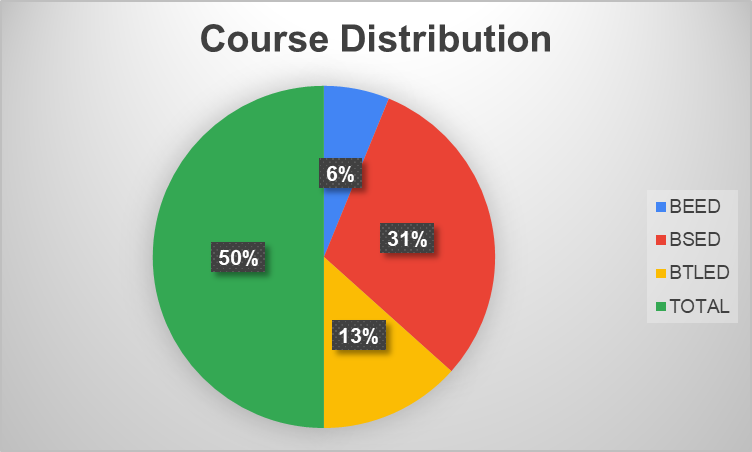 Course Distribution
6%
31%
50%
13%
BEED
BSED
BTLED
TOTAL